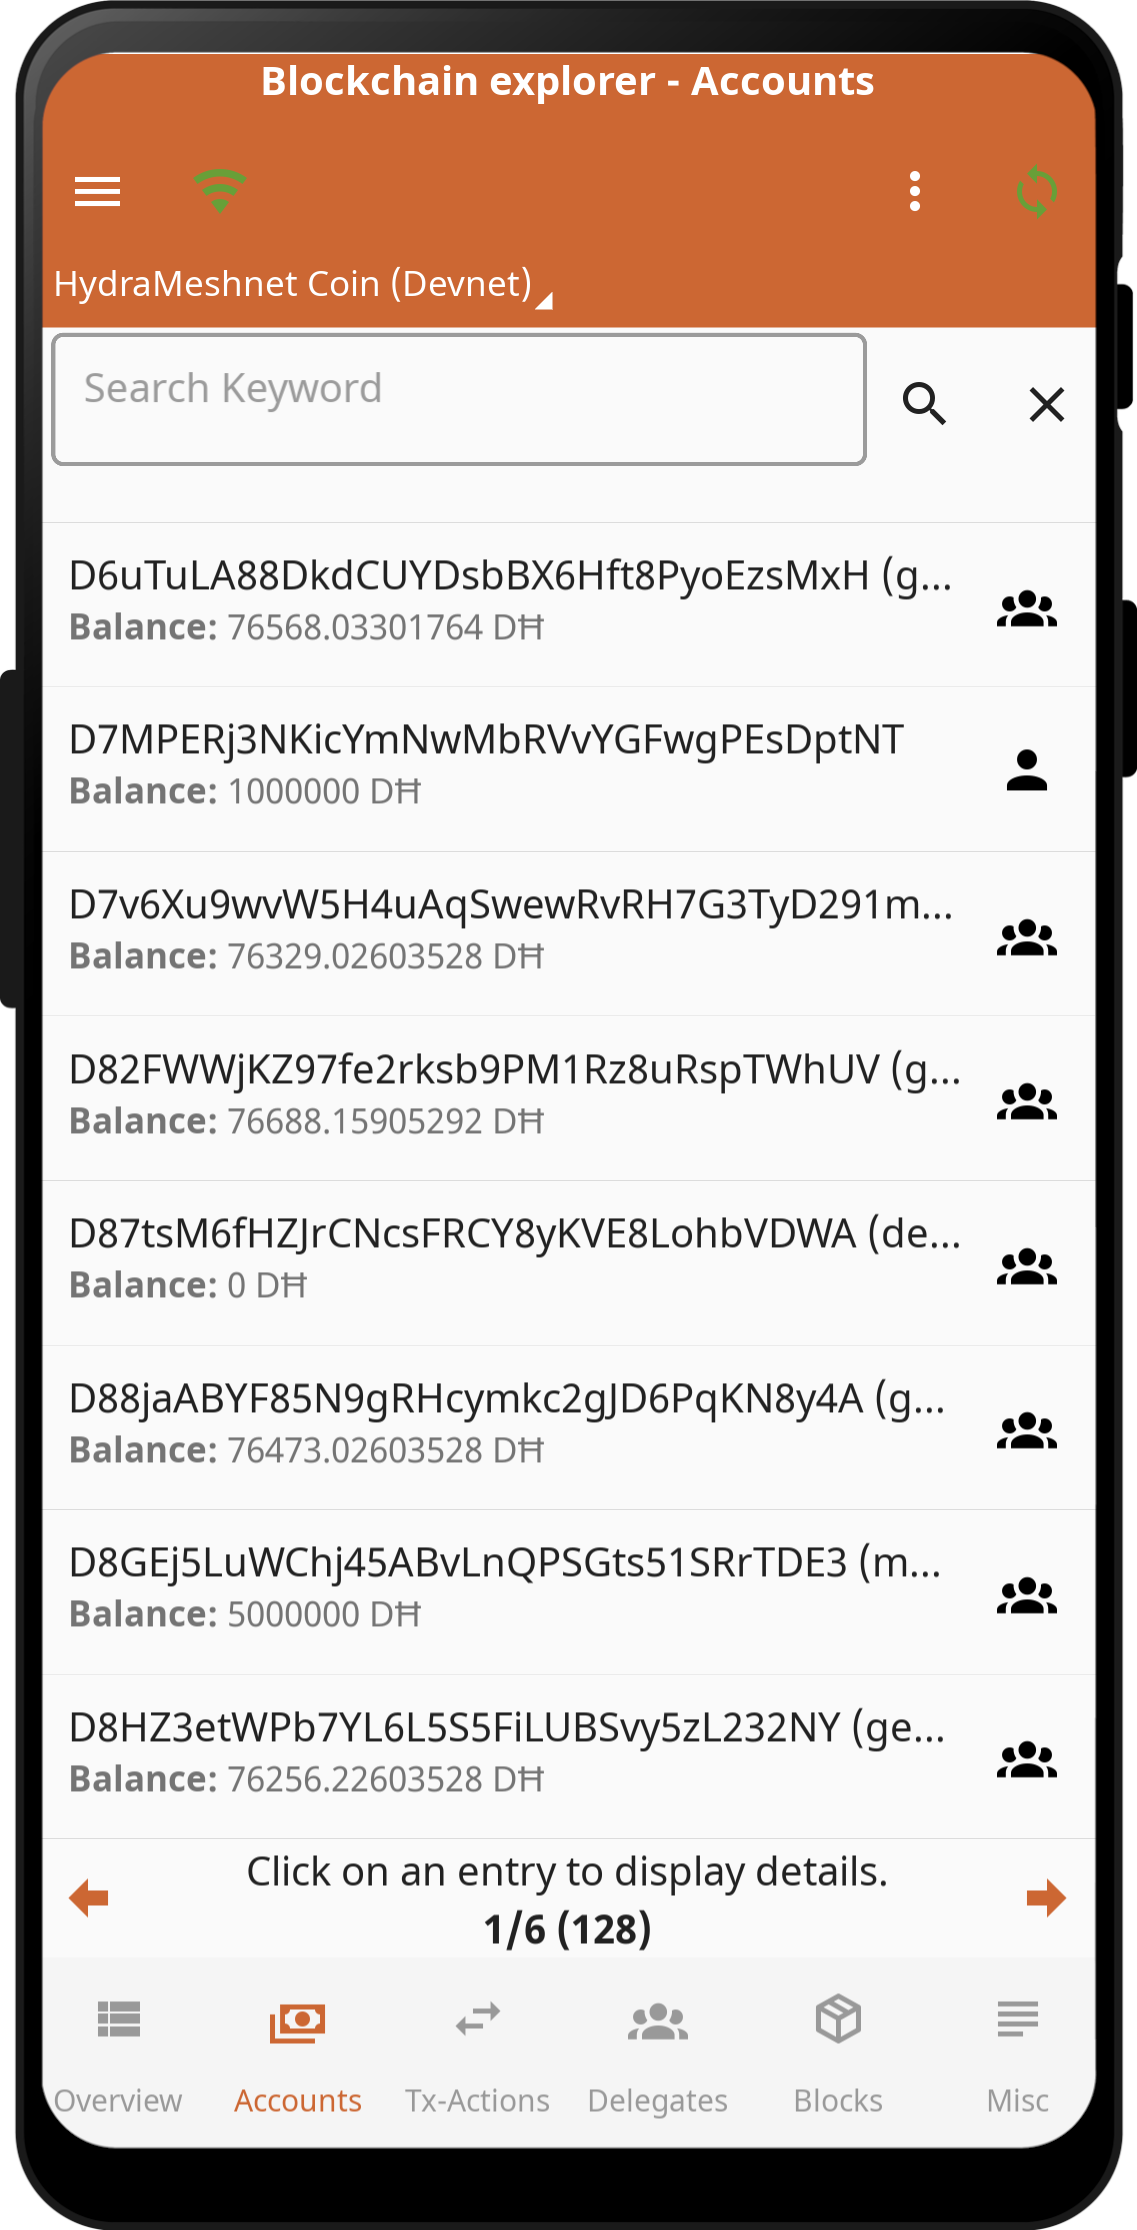 Blockchain explorer - Accounts
HydraMeshnet Coin (Devnet)
Search Keyword
D6uTuLA88DkdCUYDsbBX6Hft8PyoEzsMxH (g...
Balance: 76568.03301764 DĦ
D7MPERj3NKicYmNwMbRVvYGFwgPEsDptNT
Balance: 1000000 DĦ
D7v6Xu9wvW5H4uAqSwewRvRH7G3TyD291m...
Balance: 76329.02603528 DĦ
D82FWWjKZ97fe2rksb9PM1Rz8uRspTWhUV (g...
Balance: 76688.15905292 DĦ
D87tsM6fHZJrCNcsFRCY8yKVE8LohbVDWA (de...
Balance: 0 DĦ
D88jaABYF85N9gRHcymkc2gJD6PqKN8y4A (g...
Balance: 76473.02603528 DĦ
D8GEj5LuWChj45ABvLnQPSGts51SRrTDE3 (m...
Balance: 5000000 DĦ
D8HZ3etWPb7YL6L5S5FiLUBSvy5zL232NY (ge...
Balance: 76256.22603528 DĦ
Click on an entry to display details.
1/6 (128)
Overview Accounts Tx-Actions Delegates Blocks Misc